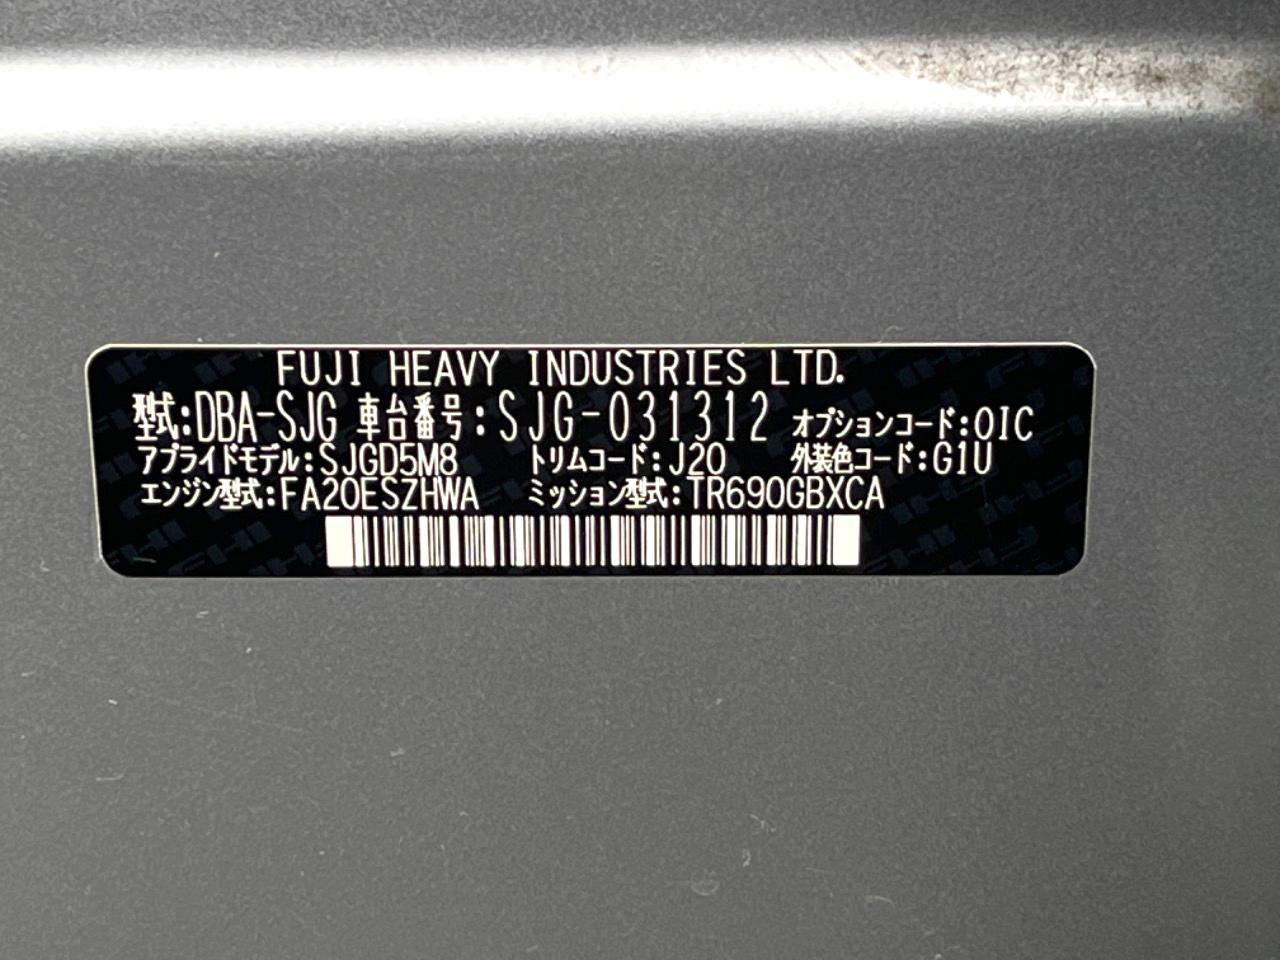 FUJI HEAVY INDUSTRIES LTD.
型式:DBA-SJG 車台番号:SJG-031312 オプションコード:OIC
アプライドモデル:SJGD5M8 トリムコード:J20 外装色コード:G1U
エンジン型式:FA20ESZHWA ミッション型式:TR690GBXCA